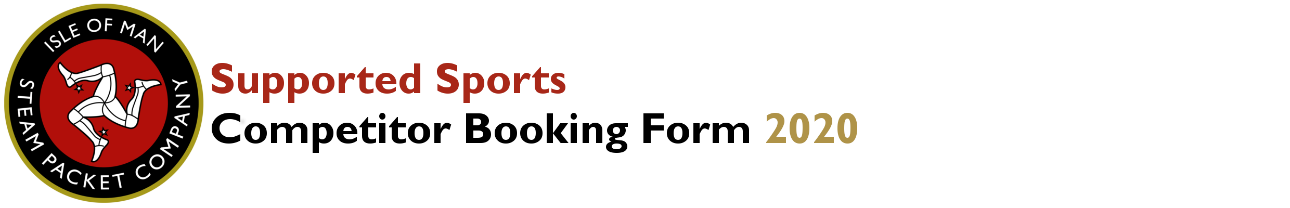 ISLE OF MAN
STEAM PACKET COMPANY
Supported Sports
Competitor Booking Form 2020